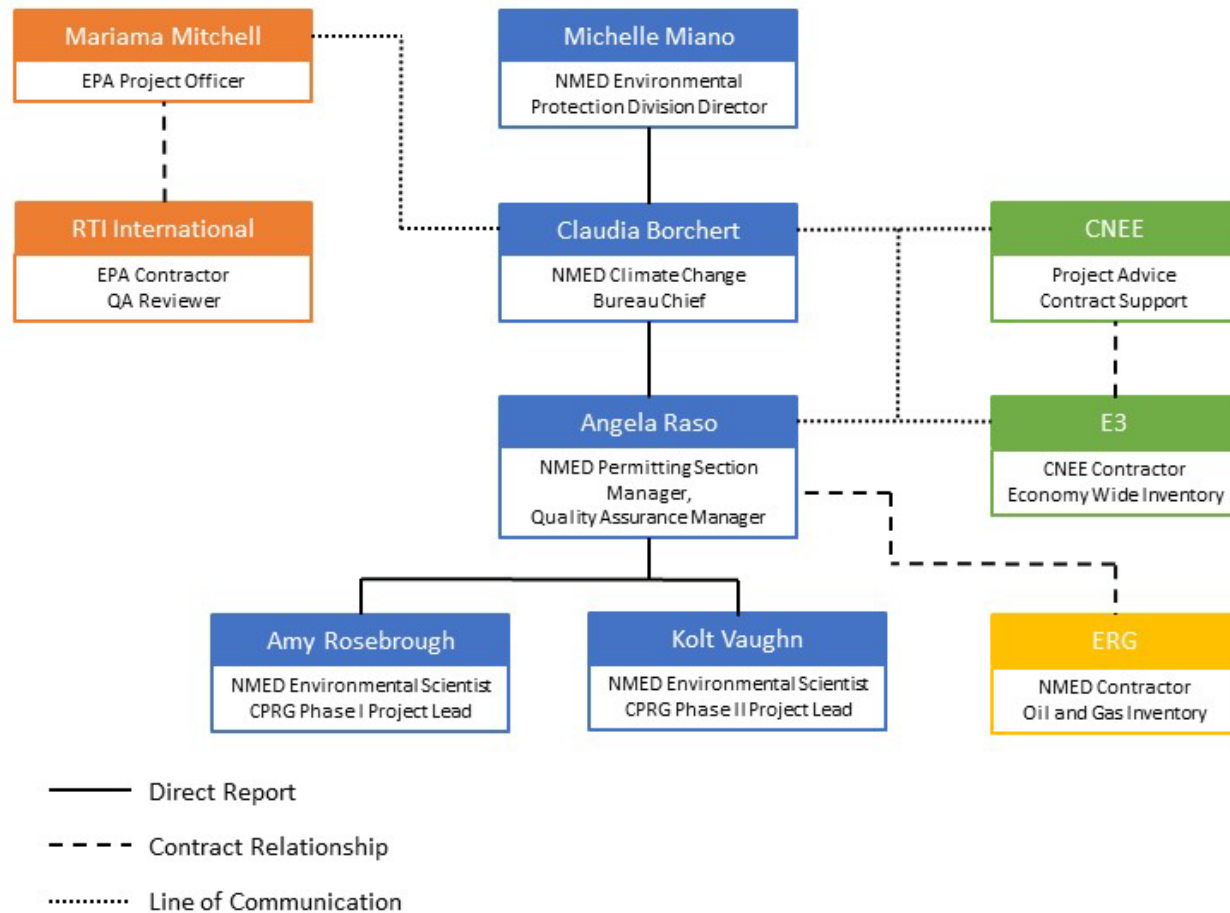 Mariama Mitchell
EPA Project Officer
Michelle Miano
NMED Environmental
Protection Division Director
RTI International
EPA Contractor
QA Reviewer
Claudia Borchert
NMED Climate Change
Bureau Chief
CNEE
Project Advice
Contract Support
Angela Raso
NMED Permitting Section
Manager,
Quality Assurance Manager
E3
CNEE Contractor
Economy Wide Inventory
Amy Rosebrough
NMED Environmental Scientist
CPRG Phase I Project Lead
Kolt Vaughn
NMED Environmental Scientist
CPRG Phase II Project Lead
ERG
NMED Contractor
Oil and Gas Inventory
Direct Report
Contract Relationship
Line of Communication